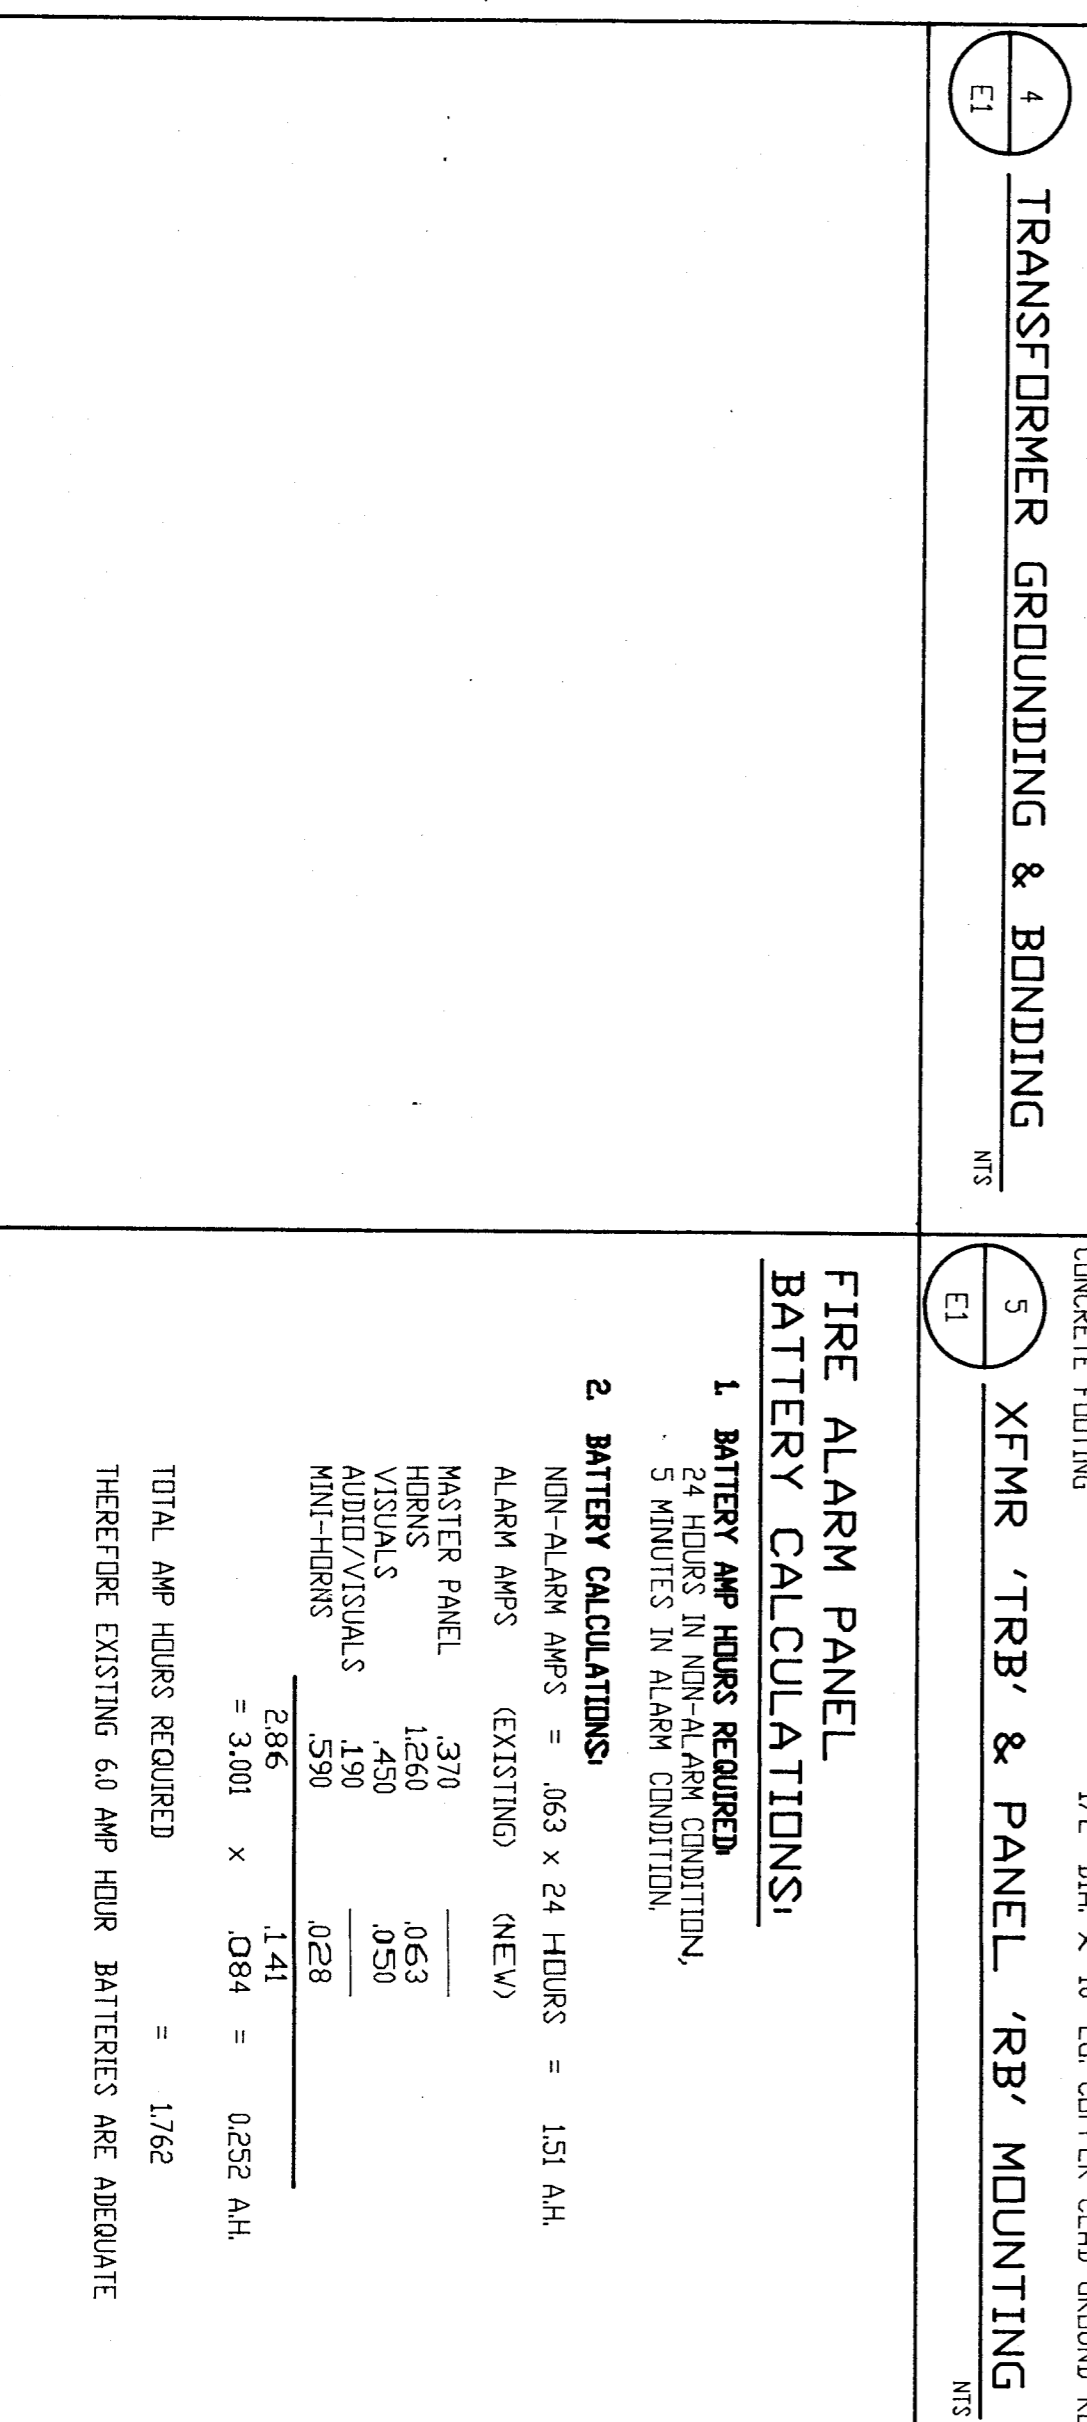 4
E1
TRANSFORMER GROUNDING & BONDING
NTS
CONCRETE FOOTING
5
E1
XFMR 'TRB' & PANEL 'RB' MOUNTING
NTS
FIRE ALARM PANEL
BATTERY CALCULATIONS:
1. BATTERY AMP HOURS REQUIRED:
24 HOURS IN NON-ALARM CONDITION,
5 MINUTES IN ALARM CONDITION.
2. BATTERY CALCULATIONS:
NON-ALARM AMPS = .063 x 24 HOURS = 1.51 A.H.
ALARM AMPS (EXISTING) (NEW)
MASTER PANEL .370
HORNS 1.260 .063
VISUALS .450 .050
AUDIO/VISUALS .190
MINI-HORNS .590 .028
2.86 .141
= 3.001 x .084 = 0.252 A.H.
TOTAL AMP HOURS REQUIRED = 1.762
THEREFORE EXISTING 6.0 AMP HOUR BATTERIES ARE ADEQUATE